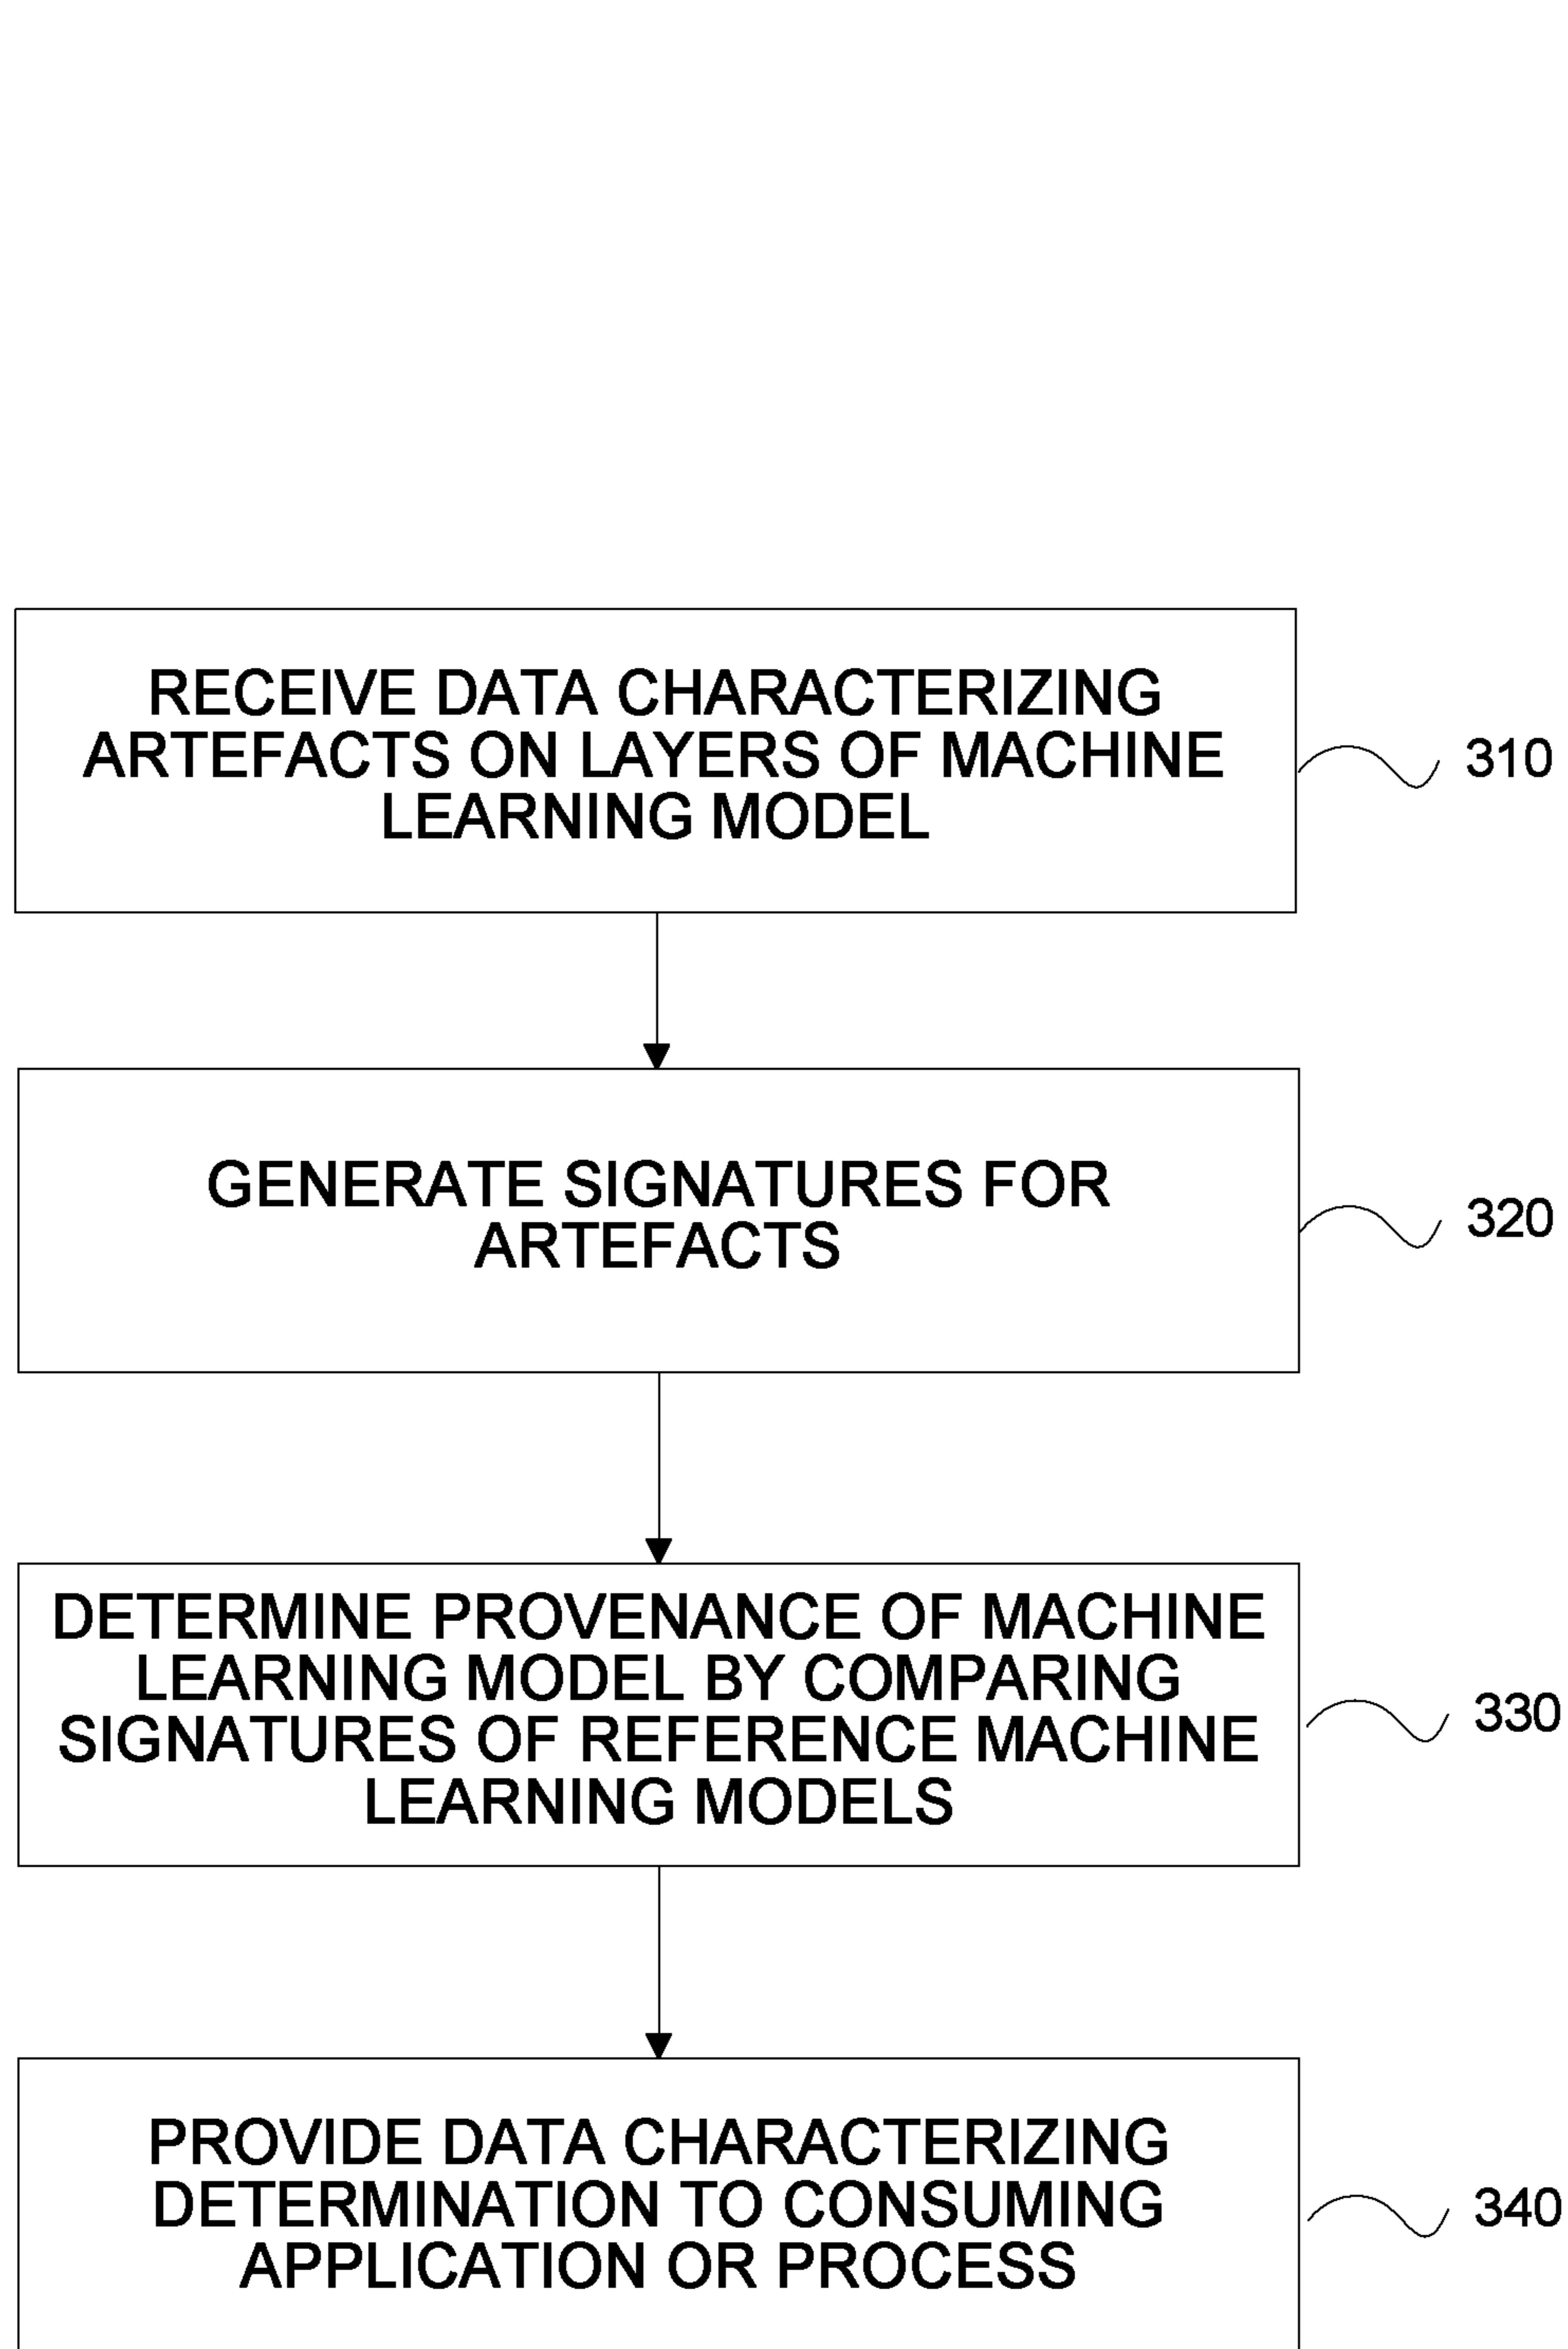 RECEIVE DATA CHARACTERIZING
ARTEFACTS ON LAYERS OF MACHINE
LEARNING MODEL
310
GENERATE SIGNATURES FOR
ARTEFACTS
320
DETERMINE PROVENANCE OF MACHINE
LEARNING MODEL BY COMPARING
SIGNATURES OF REFERENCE MACHINE
LEARNING MODELS
330
PROVIDE DATA CHARACTERIZING
DETERMINATION TO CONSUMING
APPLICATION OR PROCESS
340